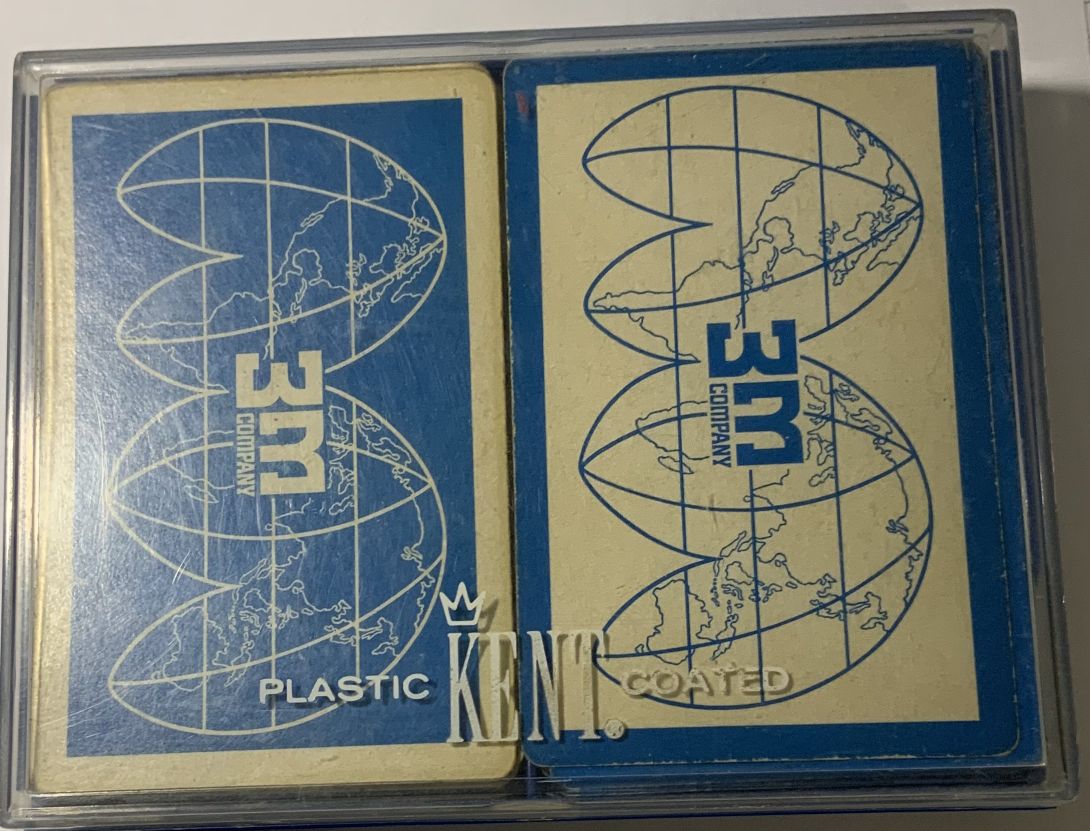 3M
COMPANY
3M
COMPANY
PLASTIC KENT. COATED